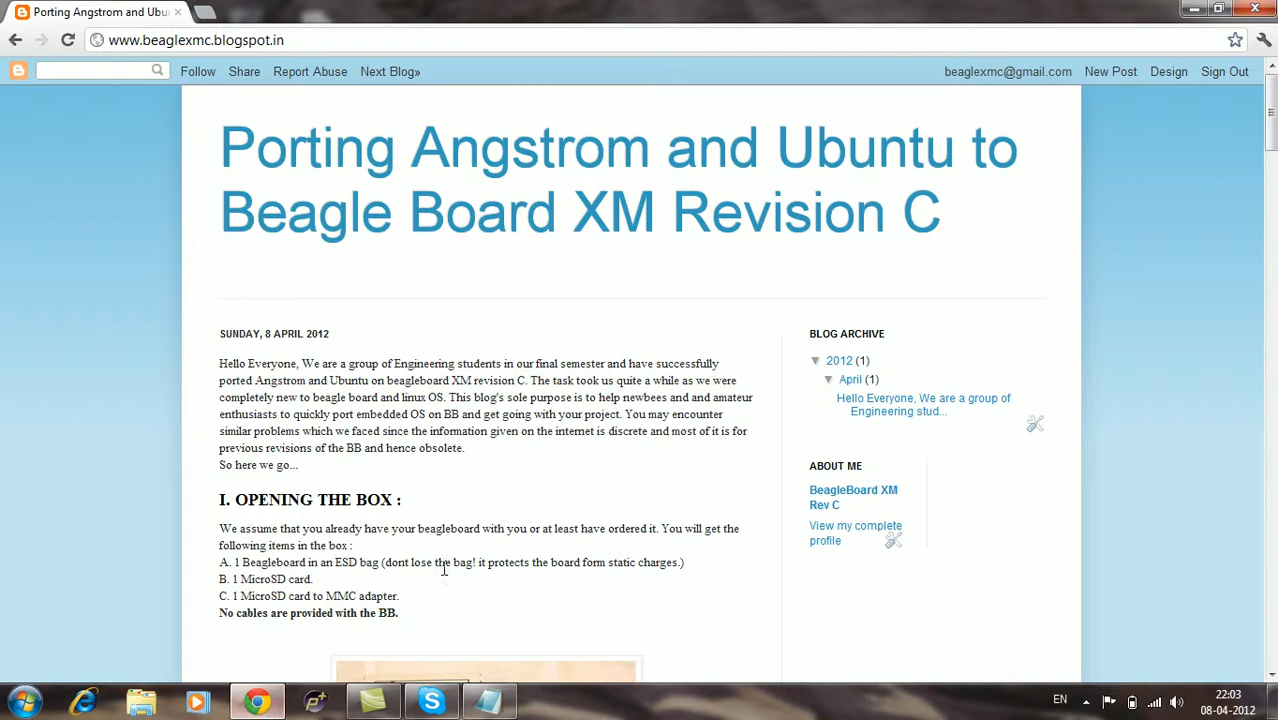 Porting Angstrom and Ubu
www.beaglexmc.blogspot.in
Follow Share Report Abuse Next Blog» beaglexmc@gmail.com New Post Design Sign Out
Porting Angstrom and Ubuntu to
Beagle Board XM Revision C
SUNDAY, 8 APRIL 2012
Hello Everyone, We are a group of Engineering students in our final semester and have successfully
ported Angstrom and Ubuntu on beagleboard XM revision C. The task took us quite a while as we were
completely new to beagle board and linux OS. This blog's sole purpose is to help newbees and and amateur
enthusiasts to quickly port embedded OS on BB and get going with your project. You may encounter
similar problems which we faced since the information given on the internet is discrete and most of it is for
previous revisions of the BB and hence obsolete.
So here we go...
I. OPENING THE BOX :
We assume that you already have your beagleboard with you or at least have ordered it. You will get the
following items in the box :
A. 1 Beagleboard in an ESD bag (dont lose the bag! it protects the board form static charges.)
B. 1 MicroSD card.
C. 1 MicroSD card to MMC adapter.
No cables are provided with the BB.
BLOG ARCHIVE
▼ 2012 (1)
▼ April (1)
Hello Everyone, We are a group of
Engineering stud...
ABOUT ME
BeagleBoard XM
Rev C
View my complete
profile
EN
22:03
08-04-2012